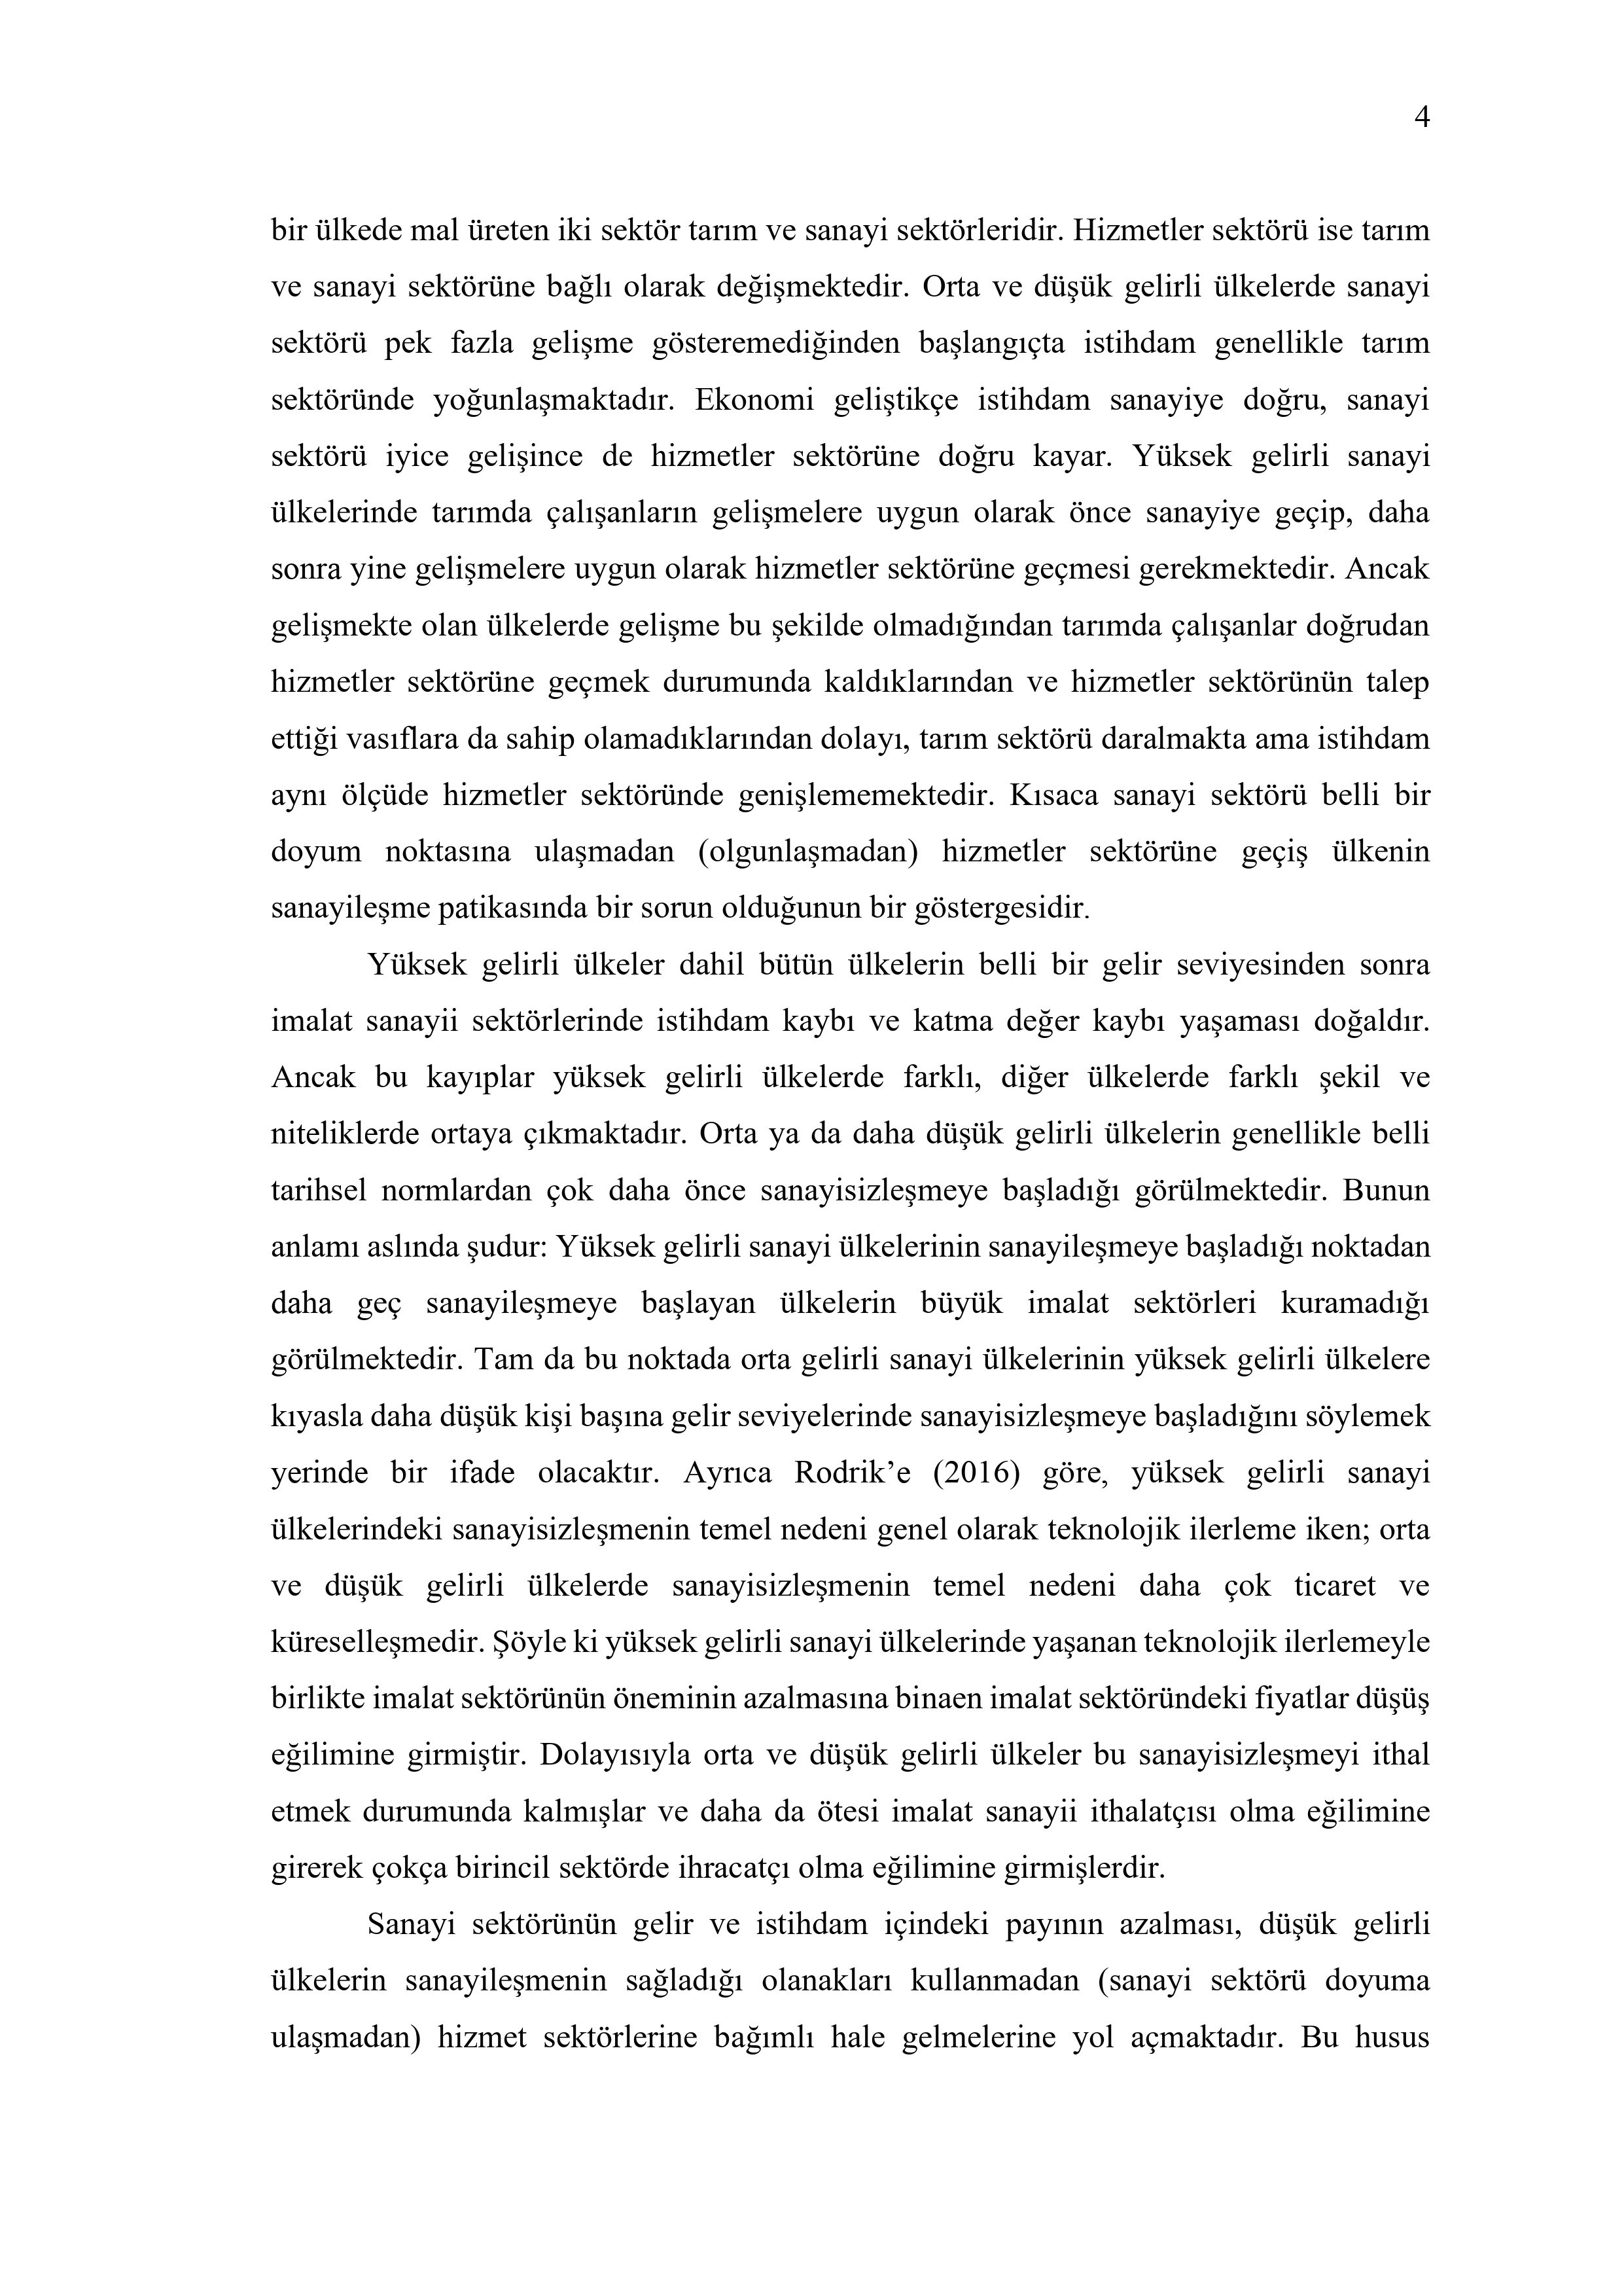 4
bir ülkede mal üreten iki sektör tarım ve sanayi sektörleridir. Hizmetler sektörü ise tarım
ve sanayi sektörüne bağlı olarak değişmektedir. Orta ve düşük gelirli ülkelerde sanayi
sektörü pek fazla gelişme gösteremediğinden başlangıçta istihdam genellikle tarım
sektöründe yoğunlaşmaktadır. Ekonomi geliştikçe istihdam sanayiye doğru, sanayi
sektörü iyice gelişince de hizmetler sektörüne doğru kayar. Yüksek gelirli sanayi
ülkelerinde tarımda çalışanların gelişmelere uygun olarak önce sanayiye geçip, daha
sonra yine gelişmelere uygun olarak hizmetler sektörüne geçmesi gerekmektedir. Ancak
gelişmekte olan ülkelerde gelişme bu şekilde olmadığından tarımda çalışanlar doğrudan
hizmetler sektörüne geçmek durumunda kaldıklarından ve hizmetler sektörünün talep
ettiği vasıflara da sahip olamadıklarından dolayı, tarım sektörü daralmakta ama istihdam
aynı ölçüde hizmetler sektöründe genişlememektedir. Kısaca sanayi sektörü belli bir
doyum noktasına ulaşmadan (olgunlaşmadan) hizmetler sektörüne geçiş ülkenin
sanayileşme patikasında bir sorun olduğunun bir göstergesidir.
Yüksek gelirli ülkeler dahil bütün ülkelerin belli bir gelir seviyesinden sonra
imalat sanayii sektörlerinde istihdam kaybı ve katma değer kaybı yaşaması doğaldır.
Ancak bu kayıplar yüksek gelirli ülkelerde farklı, diğer ülkelerde farklı şekil ve
niteliklerde ortaya çıkmaktadır. Orta ya da daha düşük gelirli ülkelerin genellikle belli
tarihsel normlardan çok daha önce sanayisizleşmeye başladığı görülmektedir. Bunun
anlamı aslında şudur: Yüksek gelirli sanayi ülkelerinin sanayileşmeye başladığı noktadan
daha geç sanayileşmeye başlayan ülkelerin büyük imalat sektörleri kuramadığı
görülmektedir. Tam da bu noktada orta gelirli sanayi ülkelerinin yüksek gelirli ülkelere
kıyasla daha düşük kişi başına gelir seviyelerinde sanayisizleşmeye başladığını söylemek
yerinde bir ifade olacaktır. Ayrıca Rodrik’e (2016) göre, yüksek gelirli sanayi
ülkelerindeki sanayisizleşmenin temel nedeni genel olarak teknolojik ilerleme iken; orta
ve düşük gelirli ülkelerde sanayisizleşmenin temel nedeni daha çok ticaret ve
küreselleşmedir. Şöyle ki yüksek gelirli sanayi ülkelerinde yaşanan teknolojik ilerlemeyle
birlikte imalat sektörünün öneminin azalmasına binaen imalat sektöründeki fiyatlar düşüş
eğilimine girmiştir. Dolayısıyla orta ve düşük gelirli ülkeler bu sanayisizleşmeyi ithal
etmek durumunda kalmışlar ve daha da ötesi imalat sanayii ithalatçısı olma eğilimine
girerek çokça birincil sektörde ihracatçı olma eğilimine girmişlerdir.
Sanayi sektörünün gelir ve istihdam içindeki payının azalması, düşük gelirli
ülkelerin sanayileşmenin sağladığı olanakları kullanmadan (sanayi sektörü doyuma
ulaşmadan) hizmet sektörlerine bağımlı hale gelmelerine yol açmaktadır. Bu husus